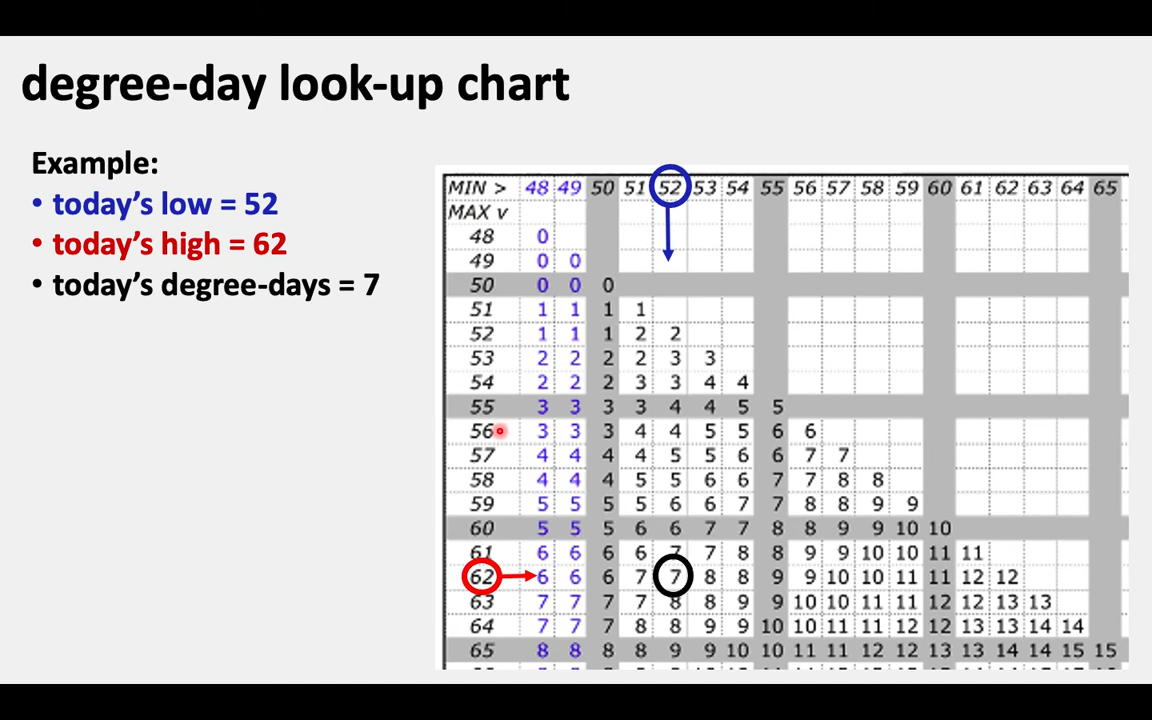 degree-day look-up chart
Example:
• today's low = 52
• today's high = 62
• today's degree-days = 7
MIN > 48 49 50 51 52 53 54 55 56 57 58 59 60 61 62 63 64 65
MAX v
48 0
49 0 0
50 0 0 0
51 1 1 1 1
52 1 1 1 2 2
53 2 2 2 2 3 3
54 2 2 2 3 3 4 4
55 3 3 3 3 4 4 5 5
56 3 3 3 4 4 5 5 6 6
57 4 4 4 4 5 5 6 6 7 7
58 4 4 4 5 5 6 6 7 7 8 8
59 5 5 5 5 6 6 7 7 8 8 9 9
60 5 5 5 6 6 7 7 8 8 9 9 10 10
61 6 6 6 6 7 7 8 8 9 9 10 10 11 11
62 6 6 6 7 7 8 8 9 9 10 10 11 11 12 12
63 7 7 7 7 8 8 9 9 10 10 11 11 12 12 13 13
64 7 7 7 8 8 9 9 10 10 11 11 12 12 13 13 14 14
65 8 8 8 8 9 9 10 10 11 11 12 12 13 13 14 14 15 15